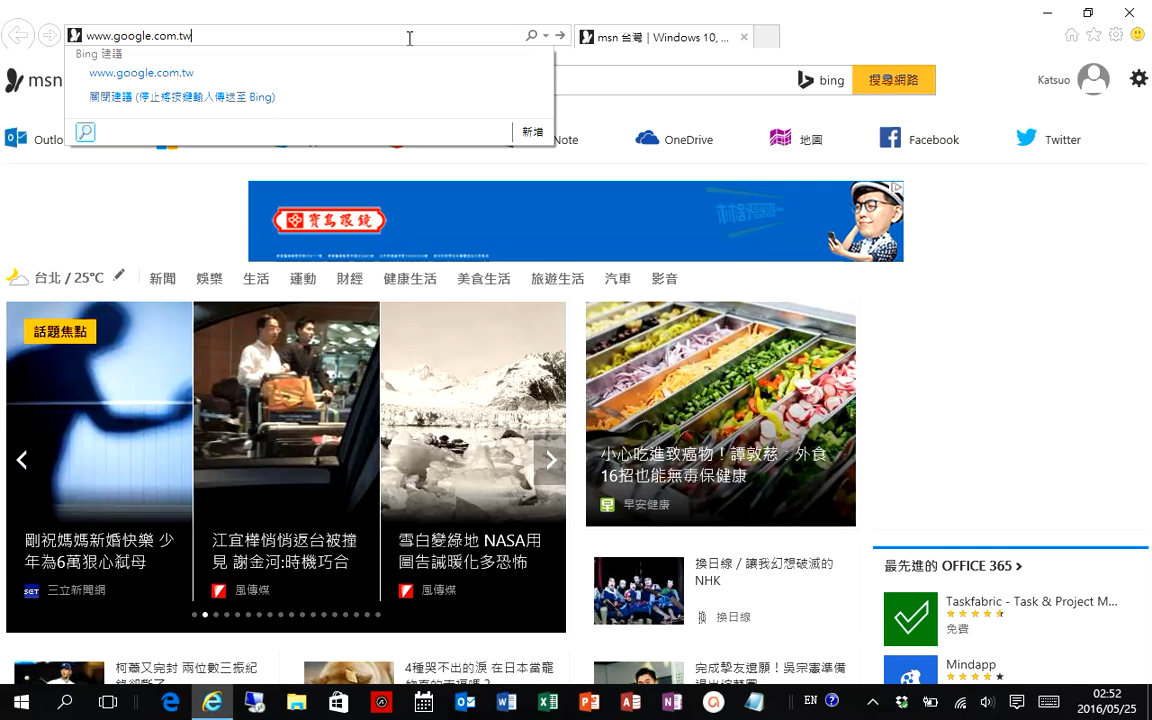 www.google.com.tw
msn 台灣 | Windows 10, ...
Bing 建議
www.google.com.tw
關閉建議 (停止將按鍵輸入傳送至 Bing)
新增
msn
bing
搜尋網路
Katsuo
Outlo
Note
OneDrive
地圖
Facebook
Twitter
寶島眼鏡
台北 / 25°C
新聞 娛樂 生活 運動 財經 健康生活 美食生活 旅遊生活 汽車 影音
話題焦點
剛祝媽媽新婚快樂 少
年為6萬狠心弒母
三立新聞網
江宜樺悄悄返台被撞
見 謝金河:時機巧合
風傳媒
雪白變綠地 NASA用
圖告誡暖化多恐怖
風傳媒
小心吃進致癌物！譚敦慈：外食
16招也能無毒保健康
早安健康
換日線 / 讓我幻想破滅的
NHK
換日線
最先進的 OFFICE 365
Taskfabric - Task & Project M...
免費
Mindapp
柯蕭又完封 兩位數三振紀
4種哭不出的淚 在日本當寵
完成摯友遺願！吳宗憲準備
EN
02:52
2016/05/25